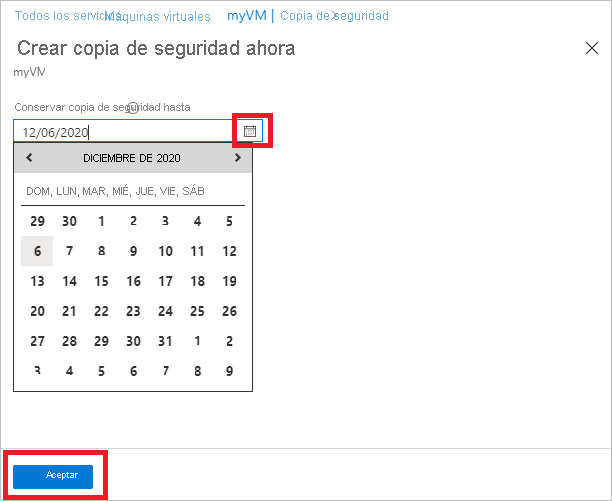 Todos los servicios Máquinas virtuales myVM | Copia de seguridad
Crear copia de seguridad ahora
myVM
Conservar copia de seguridad hasta
12/06/2020
DICIEMBRE DE 2020
DOM, LUN, MAR, MIÉ, JUE, VIE, SÁB
29 30 1 2 3 4 5
6 7 8 9 10 11 12
13 14 15 16 17 18 19
20 21 22 23 24 25 26
27 28 29 30 31 1 2
3 4 5 6 7 8 9
Aceptar